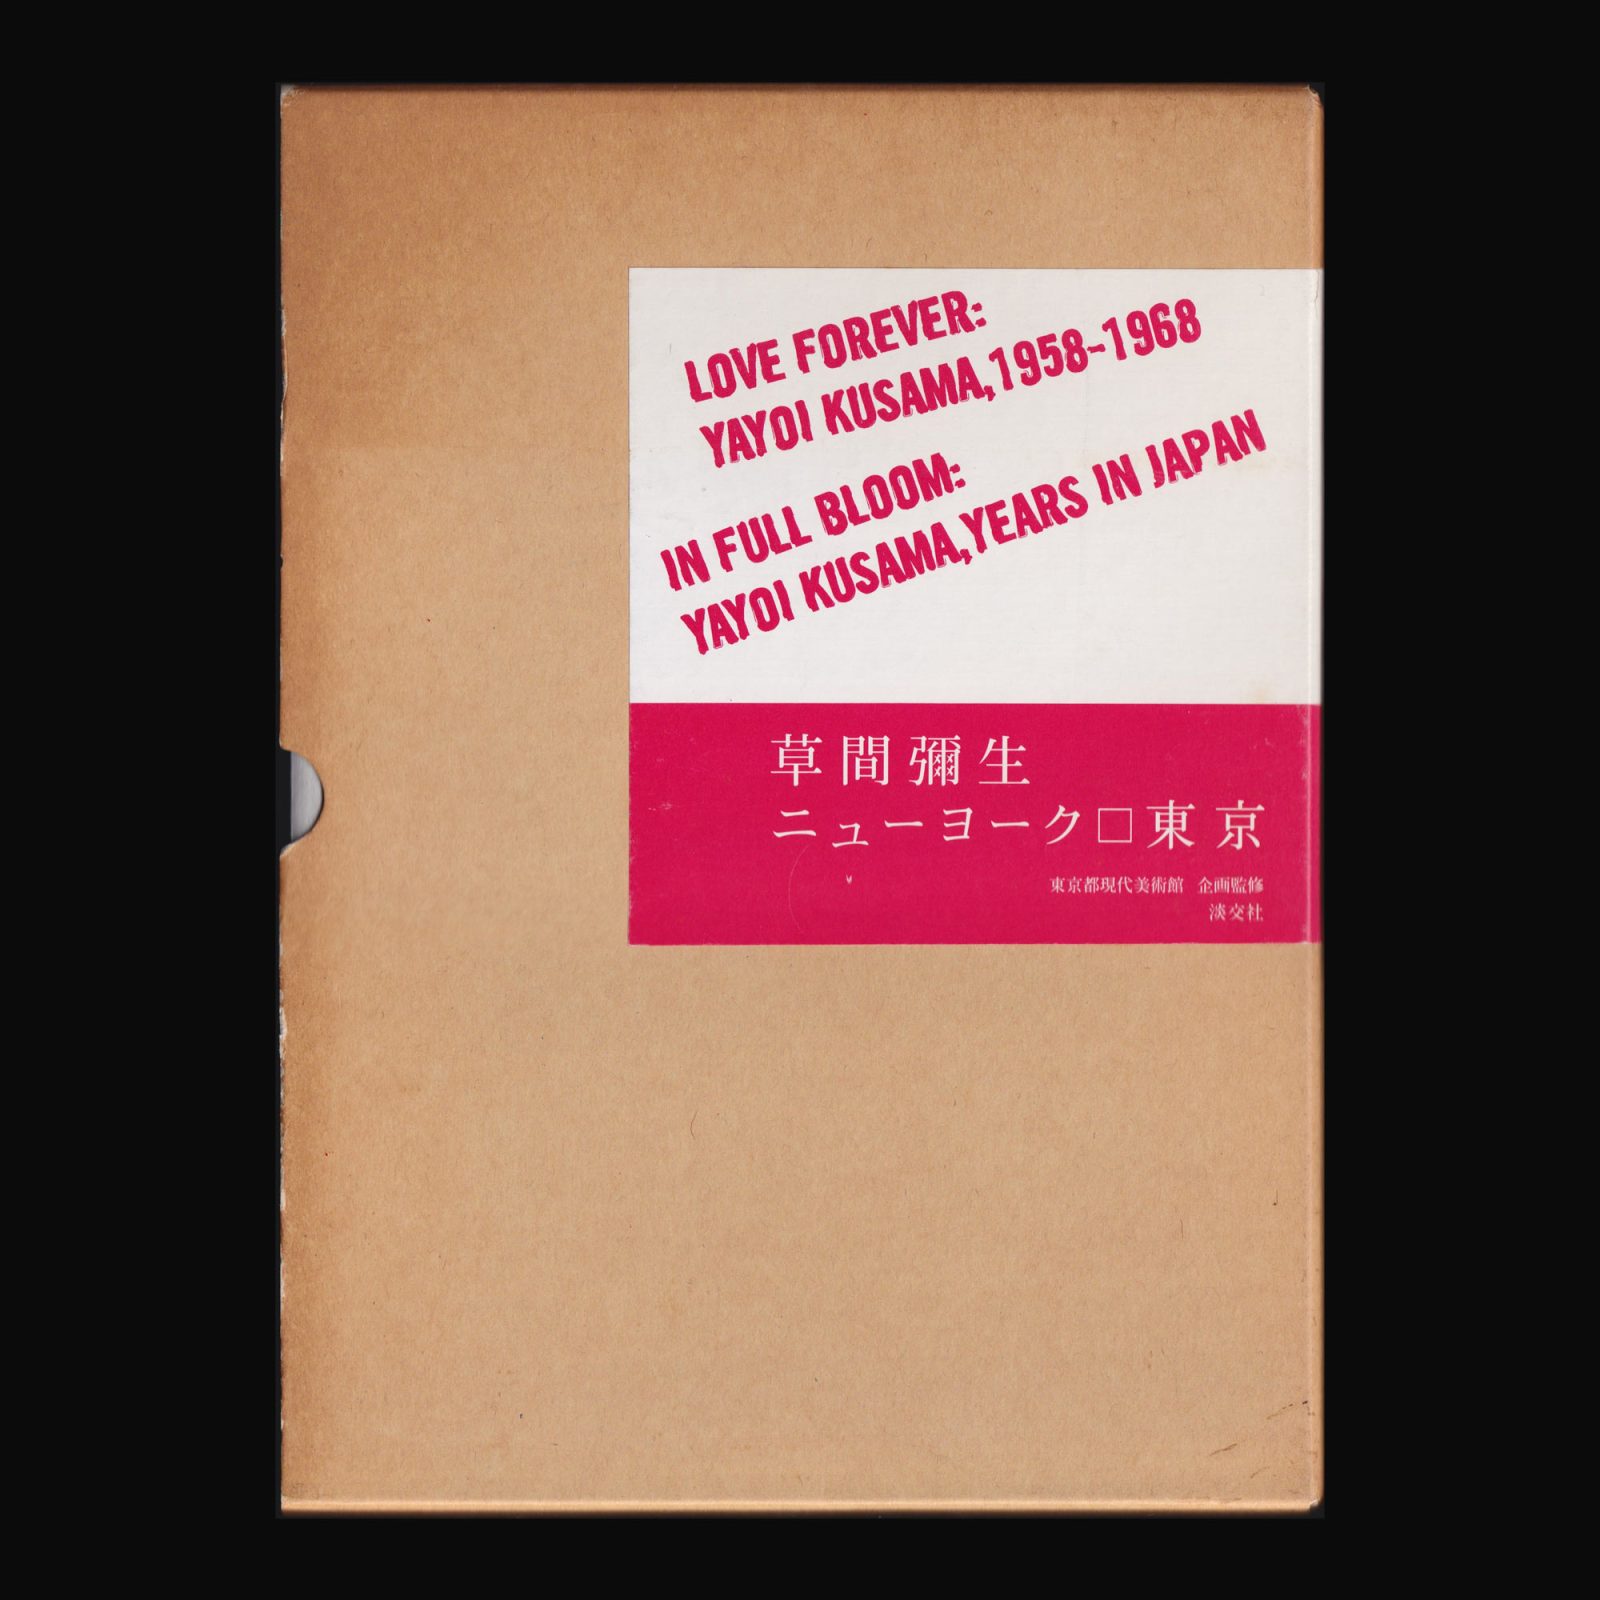 LOVE FOREVER:
YAYOI KUSAMA,1958-1968
IN FULL BLOOM:
YAYOI KUSAMA,YEARS IN JAPAN
草間彌生
ニューヨーク□東京
東京都現代美術館 企画監修
淡交社